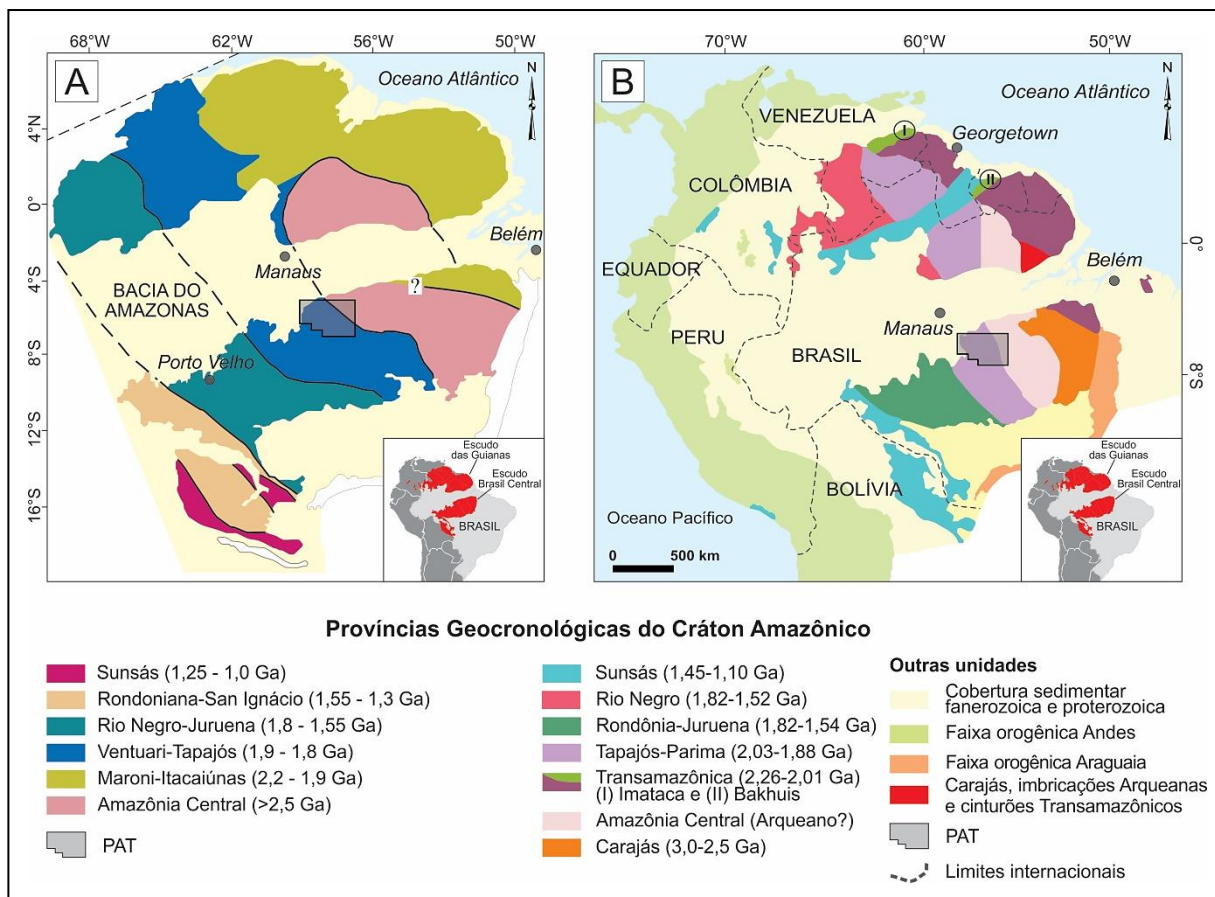 68°W 62°W 56°W 50°W
A
Oceano Atlântico
N
4°N
0°
4°S
8°S
12°S
16°S
Belém
Manaus
?
BACIA DO
AMAZONAS
Porto Velho
Escudo
das Guianas
Escudo
Brasil Central
BRASIL
70°W 60°W 50°W
B
Oceano Atlântico
N
VENEZUELA
I
Georgetown
II
COLÔMBIA
0°
Belém
EQUADOR
Manaus
PERU
BRASIL
8°S
BOLÍVIA
Oceano Pacífico
0 500 km
Escudo
das Guianas
Escudo
Brasil Central
BRASIL
Províncias Geocronológicas do Cráton Amazônico
Sunsás (1,25 - 1,0 Ga)
Rondoniana-San Ignácio (1,55 - 1,3 Ga)
Rio Negro-Juruena (1,8 - 1,55 Ga)
Ventuari-Tapajós (1,9 - 1,8 Ga)
Maroni-Itacaiúnas (2,2 - 1,9 Ga)
Amazônia Central (>2,5 Ga)
PAT
Sunsás (1,45-1,10 Ga)
Rio Negro (1,82-1,52 Ga)
Rondônia-Juruena (1,82-1,54 Ga)
Tapajós-Parima (2,03-1,88 Ga)
Transamazônica (2,26-2,01 Ga)
(I) Imataca e (II) Bakhuis
Amazônia Central (Arqueano?)
Carajás (3,0-2,5 Ga)
Outras unidades
Cobertura sedimentar
fanerozoica e proterozoica
Faixa orogênica Andes
Faixa orogênica Araguaia
Carajás, imbricações Arqueanas
e cinturões Transamazônicos
PAT
Limites internacionais